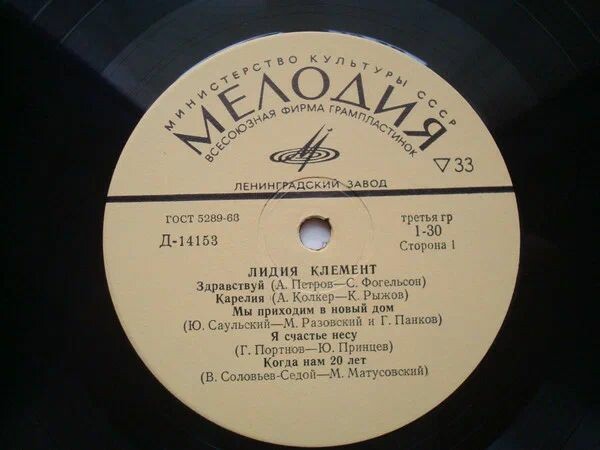 МИНИСТЕРСТВО КУЛЬТУРЫ СССР
МЕЛОДИЯ
ВСЕСОЮЗНАЯ ФИРМА ГРАМПЛАСТИНОК
▽33
ЛЕНИНГРАДСКИЙ ЗАВОД
ГОСТ 5289-68
Д-14153
третья гр
1-30
Сторона 1
ЛИДИЯ КЛЕМЕНТ
Здравствуй (А. Петров—С. Фогельсон)
Карелия (А. Колкер—К. Рыжов)
Мы приходим в новый дом
(Ю. Саульский—М. Разовский и Г. Панков)
Я счастье несу
(Г. Портнов—Ю. Принцев)
Когда нам 20 лет
(В. Соловьев-Седой—М. Матусовский)